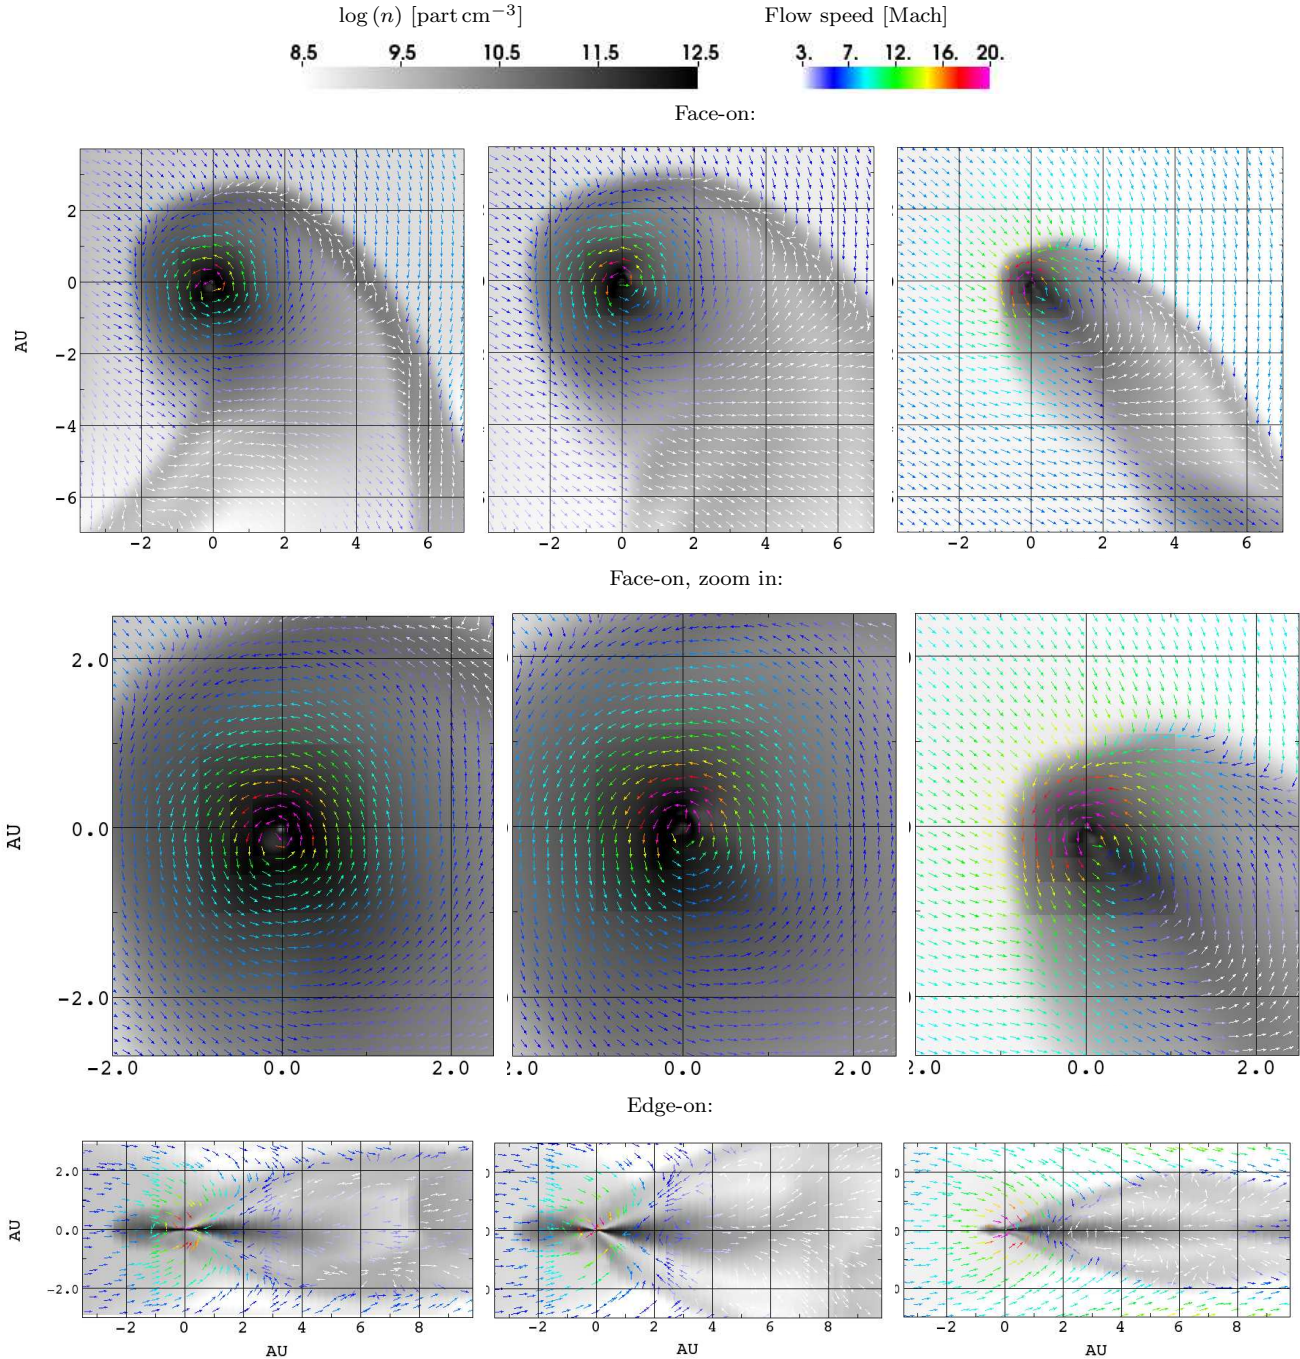 log (n) [part cm−3] Flow speed [Mach]
8.5 9.5 10.5 11.5 12.5 3. 7. 12. 16. 20.
Face-on:
2
0
−2
−4
−6
AU
−2 0 2 4 6 −2 0 2 4 6 −2 0 2 4 6
Face-on, zoom in:
2.0
0.0
−2.0
AU
−2.0 0.0 2.0 2.0 0.0 2.0 2.0 0.0 2.0
Edge-on:
2.0
0.0
−2.0
AU
−2 0 2 4 6 8 −2 0 2 4 6 8 −2 0 2 4 6 8
AU AU AU